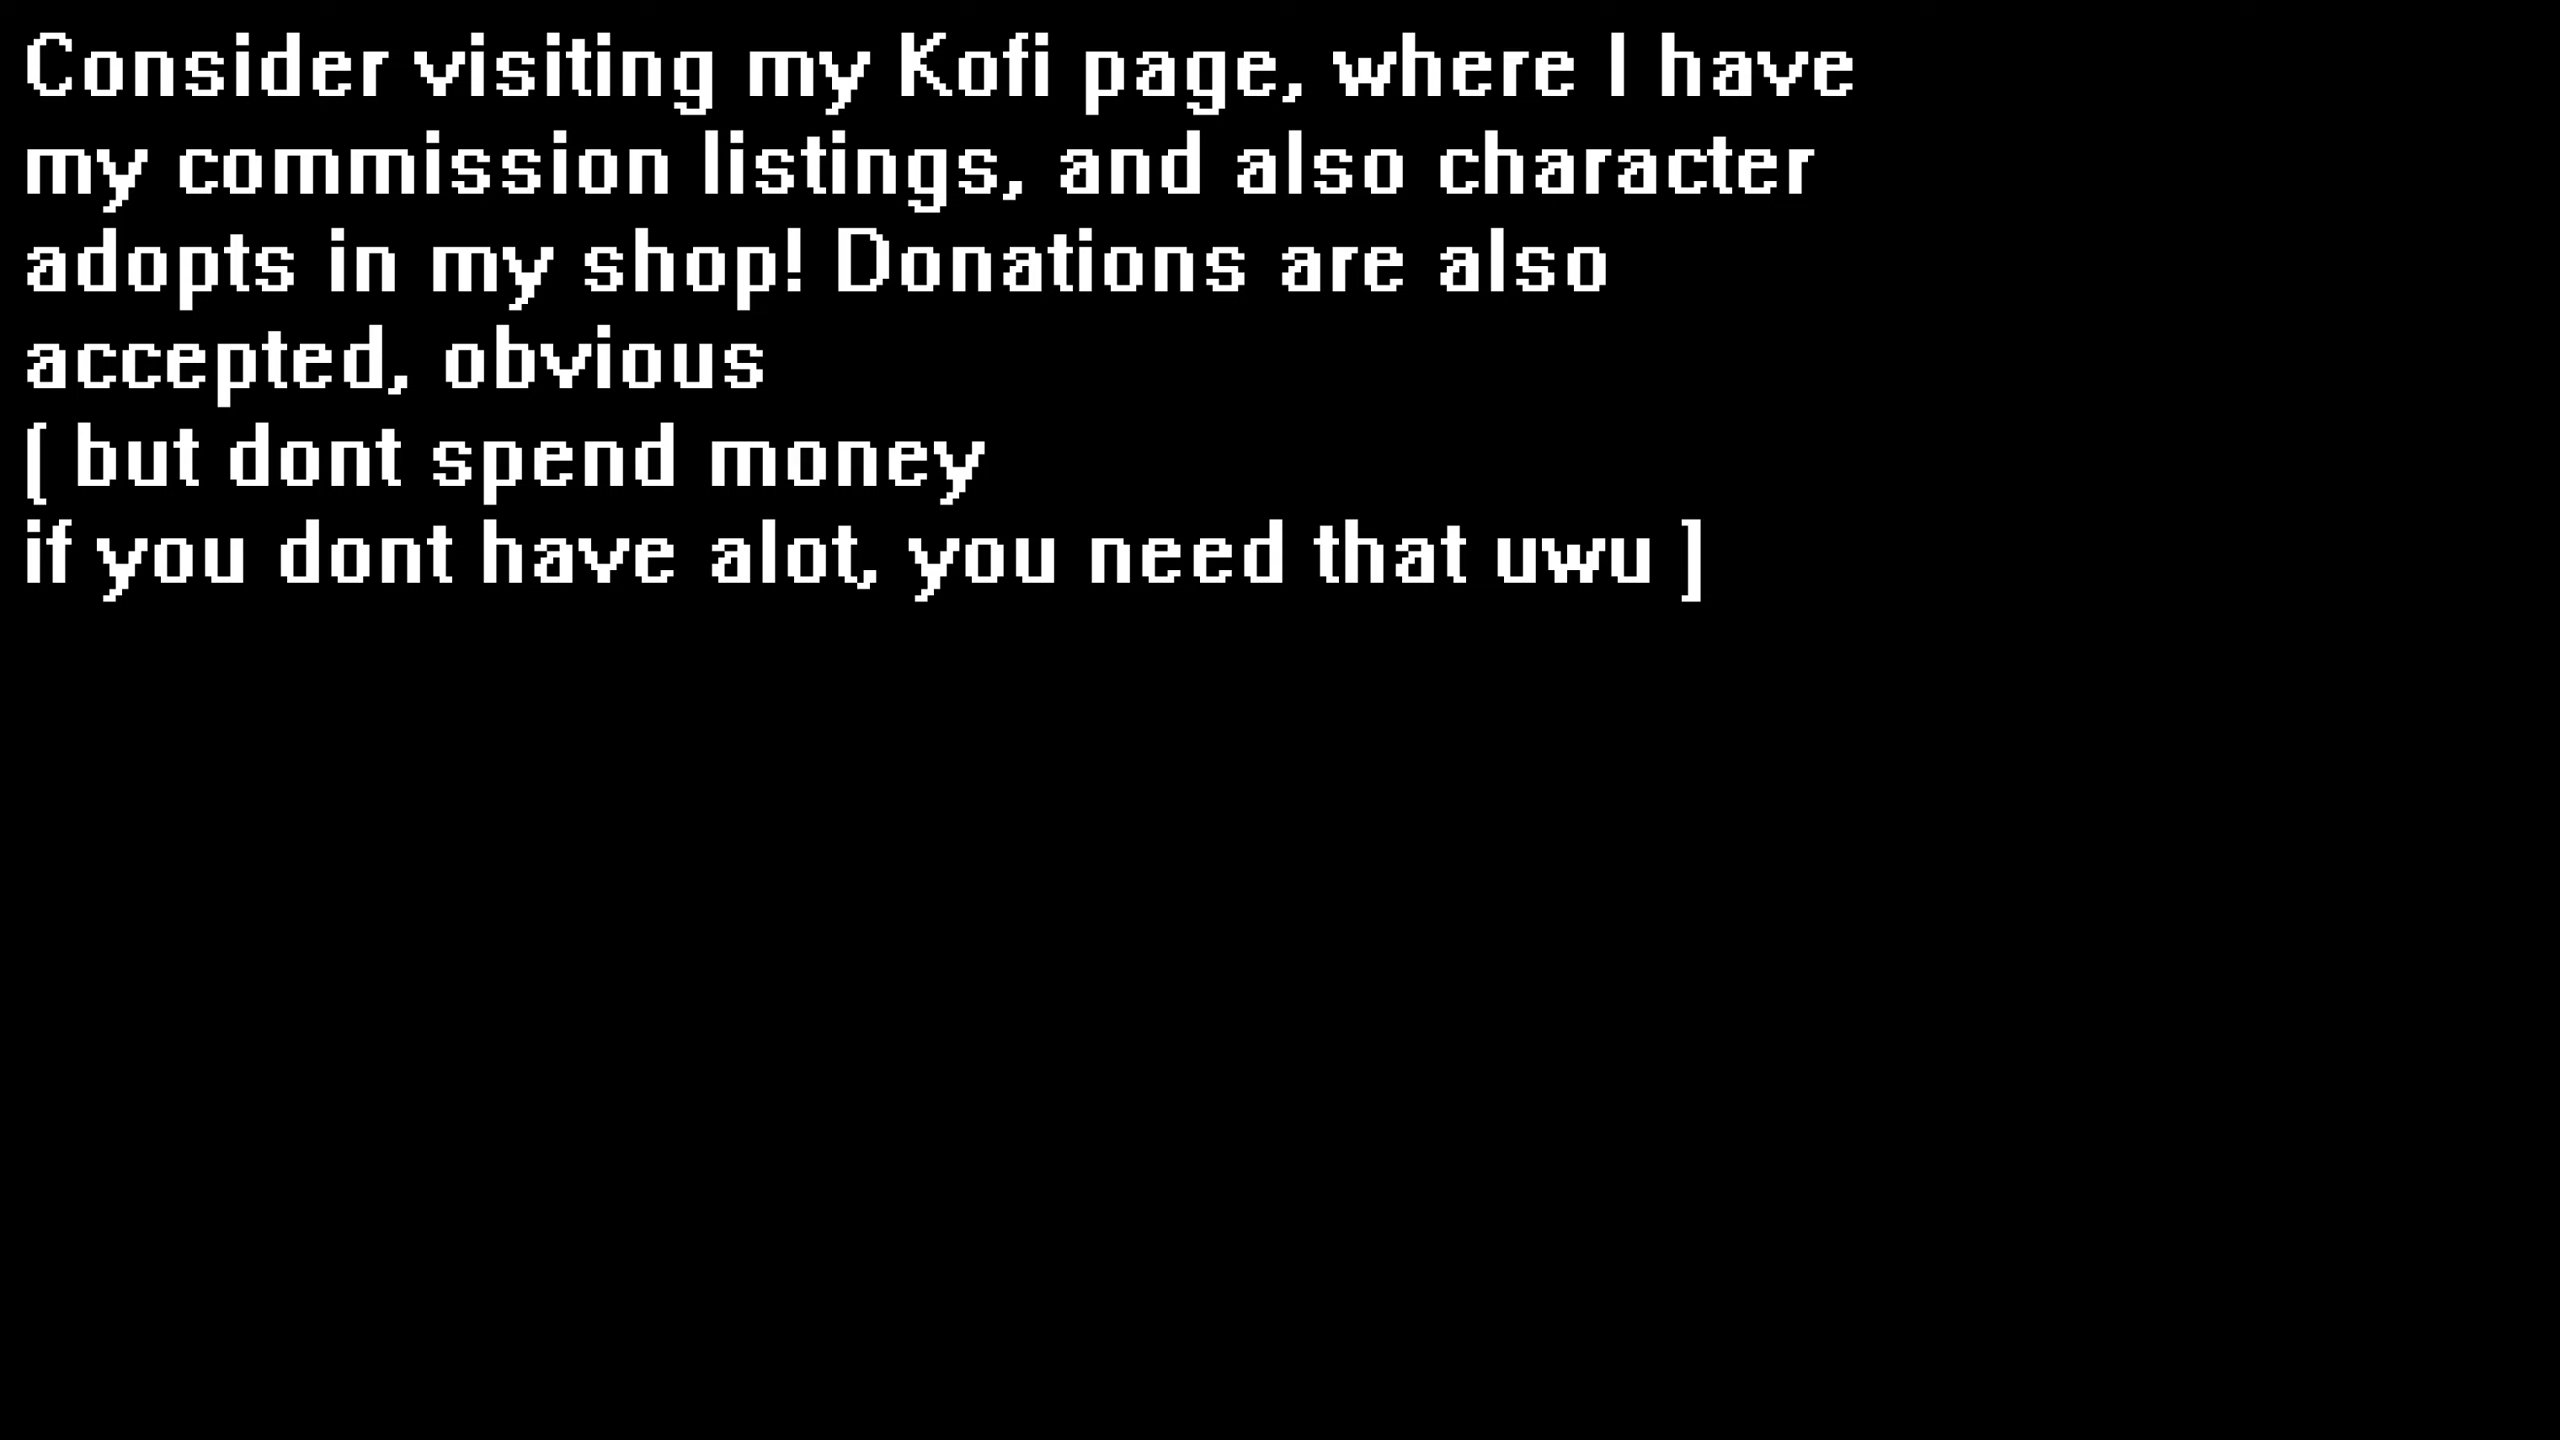 Consider visiting my Kofi page, where I have
my commission listings, and also character
adopts in my shop! Donations are also
accepted, obvious
[ but dont spend money
if you dont have alot, you need that uwu ]